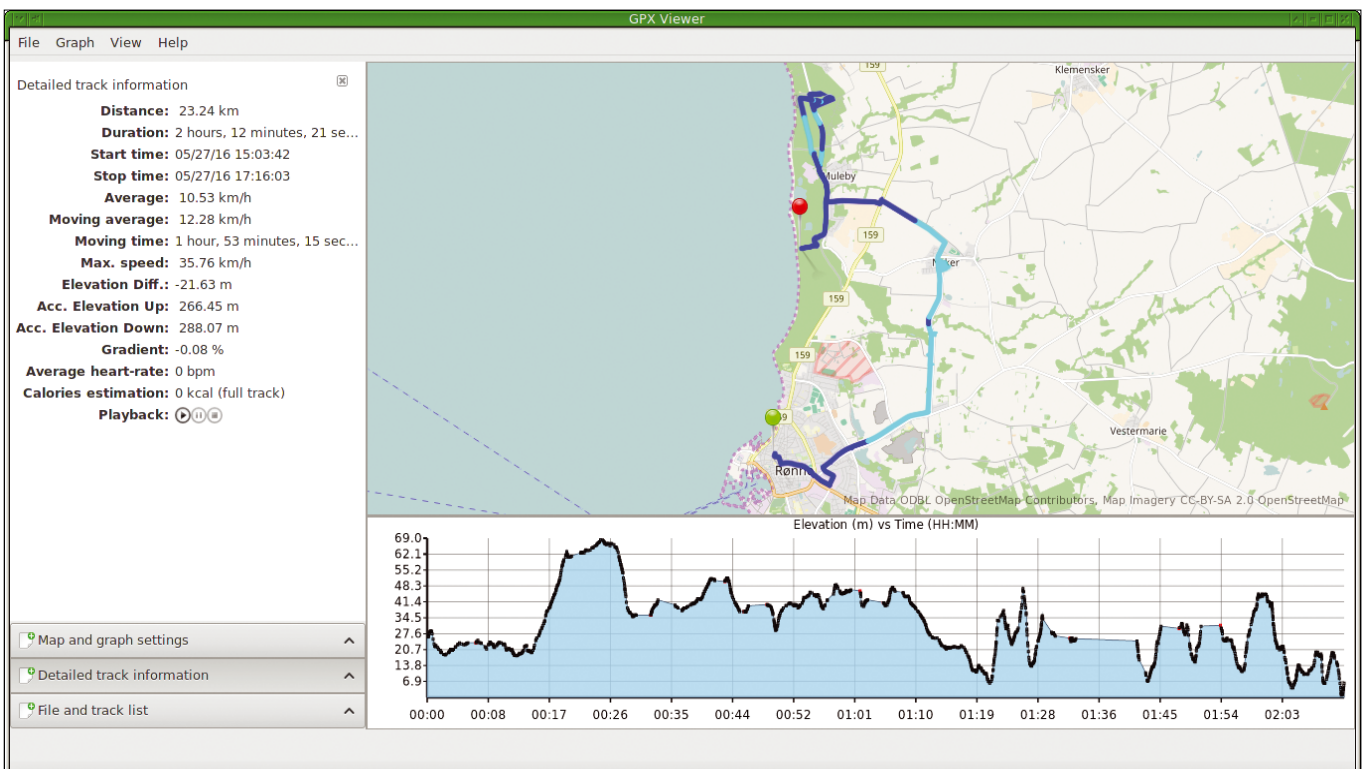 GPX Viewer
File Graph View Help
Detailed track information
Distance: 23.24 km
Duration: 2 hours, 12 minutes, 21 se...
Start time: 05/27/16 15:03:42
Stop time: 05/27/16 17:16:03
Average: 10.53 km/h
Moving average: 12.28 km/h
Moving time: 1 hour, 53 minutes, 15 sec...
Max. speed: 35.76 km/h
Elevation Diff.: -21.63 m
Acc. Elevation Up: 266.45 m
Acc. Elevation Down: 288.07 m
Gradient: -0.08 %
Average heart-rate: 0 bpm
Calories estimation: 0 kcal (full track)
Playback:
Map and graph settings
Detailed track information
File and track list
159
Klemensker
Muleby
159
159
159
Vestermarie
Map Data ODBL OpenStreetMap Contributors, Map Imagery CC-BY-SA 2.0 OpenStreetMap
Elevation (m) vs Time (HH:MM)
69.0
62.1
55.2
48.3
41.4
34.5
27.6
20.7
13.8
6.9
00:00 00:08 00:17 00:26 00:35 00:44 00:52 01:01 01:10 01:19 01:28 01:36 01:45 01:54 02:03